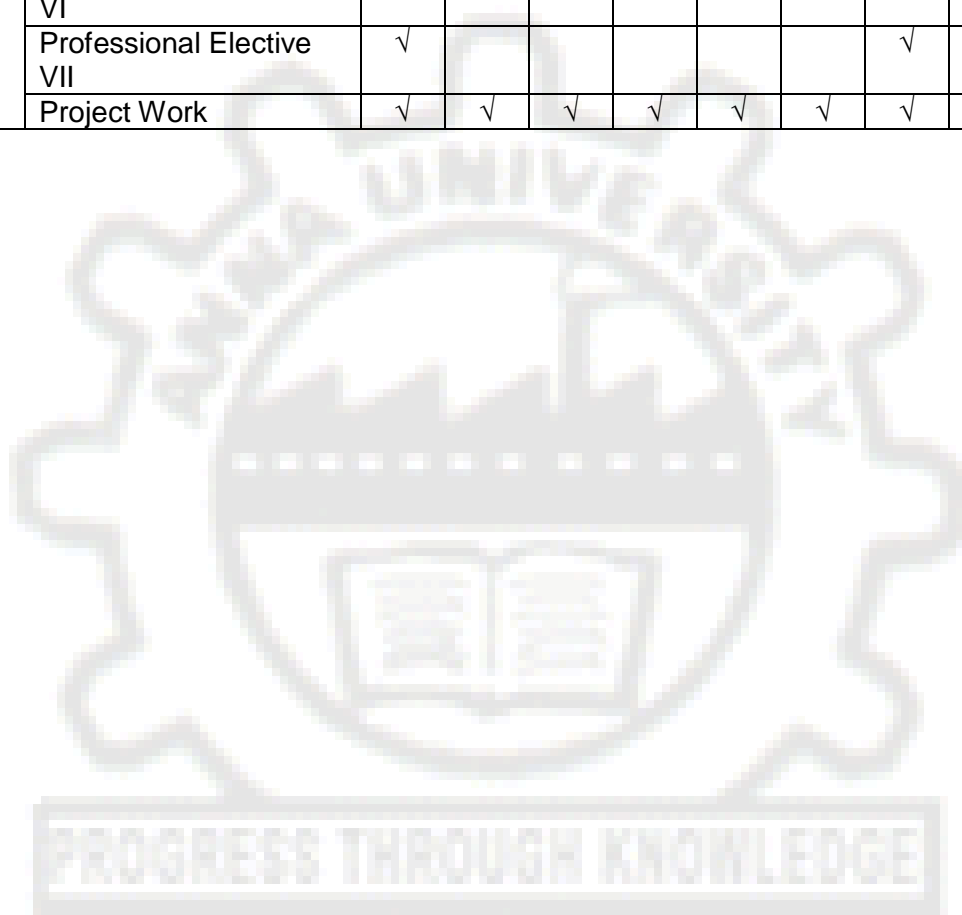 VI
Professional Elective √ √
VII
Project Work √ √ √ √ √ √ √
ANNA UNIVERSITY
PROGRESS THROUGH KNOWLEDGE